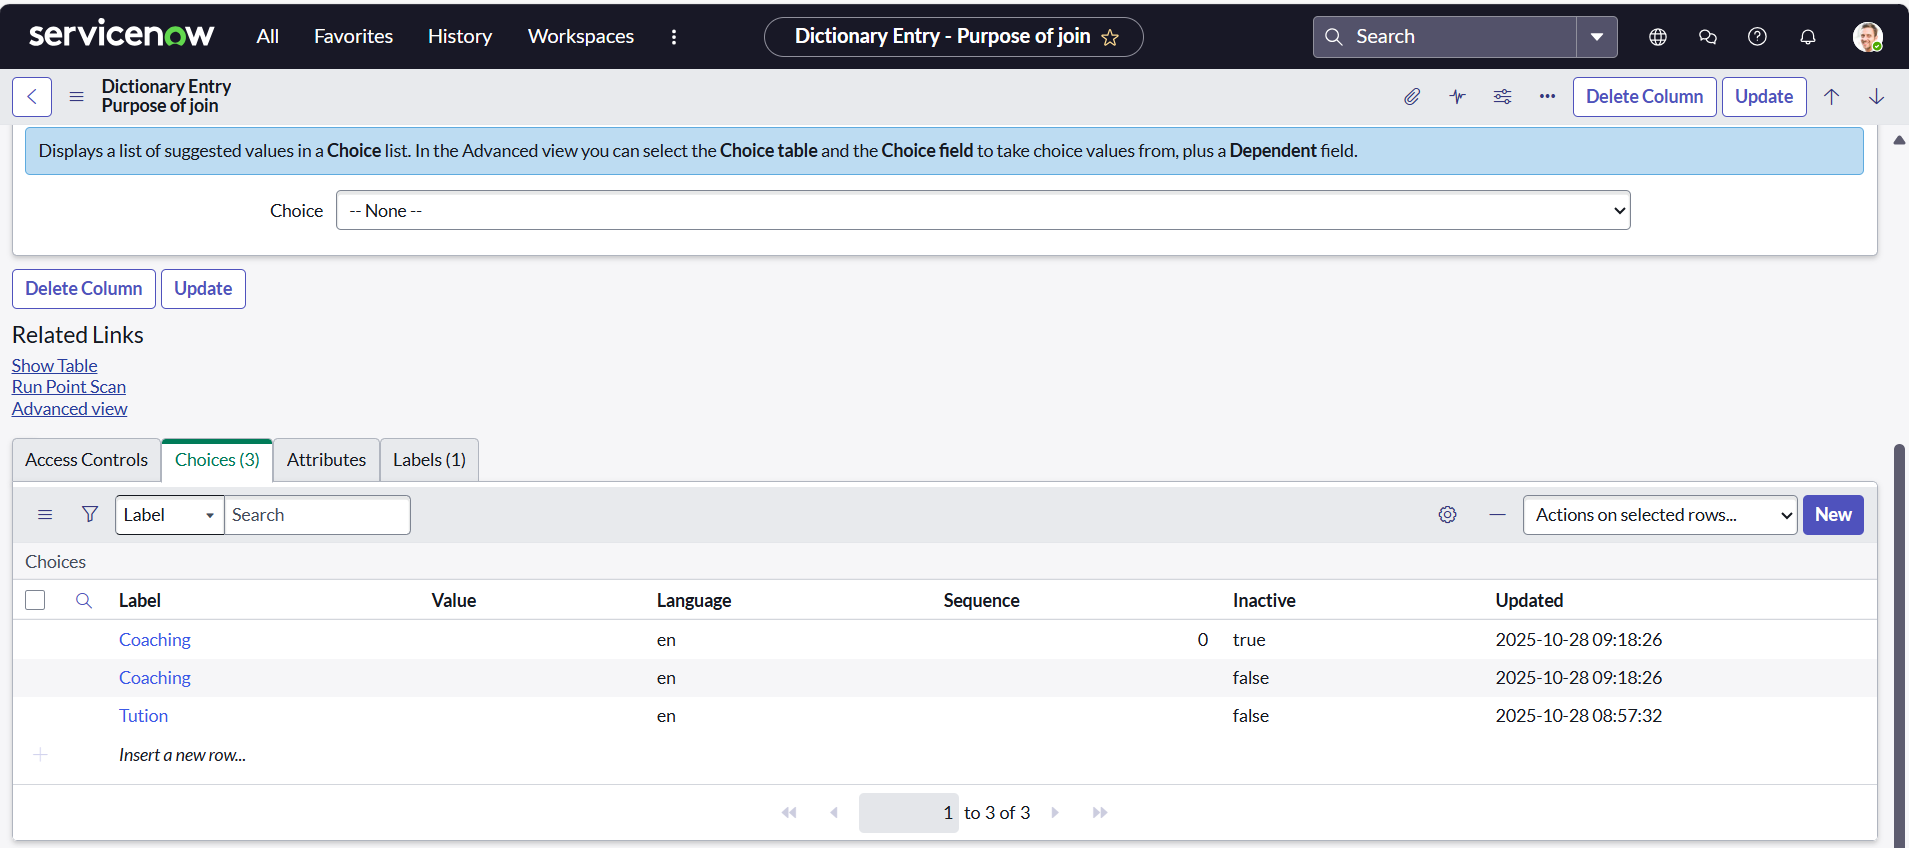 servicenow All Favorites History Workspaces Dictionary Entry - Purpose of join Search
Dictionary Entry
Purpose of join
Delete Column Update
Displays a list of suggested values in a Choice list. In the Advanced view you can select the Choice table and the Choice field to take choice values from, plus a Dependent field.
Choice -- None --
Delete Column Update
Related Links
Show Table
Run Point Scan
Advanced view
Access Controls Choices (3) Attributes Labels (1)
Label Search Actions on selected rows... New
Choices
Label Value Language Sequence Inactive Updated
Coaching en 0 true 2025-10-28 09:18:26
Coaching en false 2025-10-28 09:18:26
Tution en false 2025-10-28 08:57:32
Insert a new row...
1 to 3 of 3